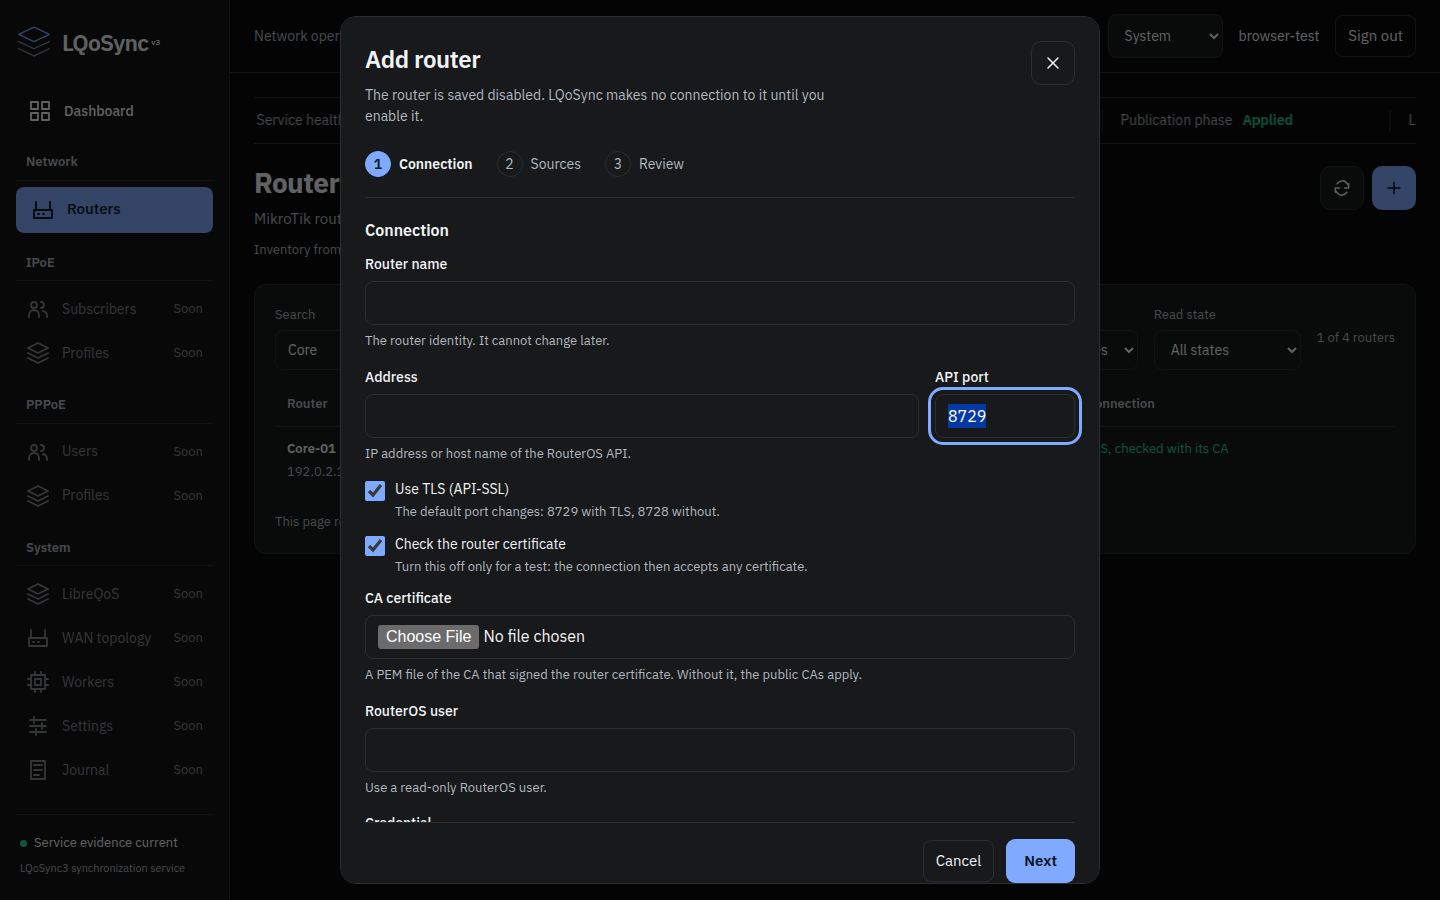 LQoSync v3
Dashboard
Network
Routers
IPoE
Subscribers Soon
Profiles Soon
PPPoE
Users Soon
Profiles Soon
System
LibreQoS Soon
WAN topology Soon
Workers Soon
Settings Soon
Journal Soon
Service evidence current
LQoSync3 synchronization service
Network oper
System
browser-test
Sign out
Service health
Publication phase Applied
L
Router
MikroTik rout
Inventory from
Search
Core
s
Read state
All states
1 of 4 routers
Router
onnection
Core-01
192.0.2.1
S, checked with its CA
This page re
Add router
The router is saved disabled. LQoSync makes no connection to it until you
enable it.
1 Connection 2 Sources 3 Review
Connection
Router name
The router identity. It cannot change later.
Address API port
8729
IP address or host name of the RouterOS API.
Use TLS (API-SSL)
The default port changes: 8729 with TLS, 8728 without.
Check the router certificate
Turn this off only for a test: the connection then accepts any certificate.
CA certificate
Choose File No file chosen
A PEM file of the CA that signed the router certificate. Without it, the public CAs apply.
RouterOS user
Use a read-only RouterOS user.
Credential
Cancel Next